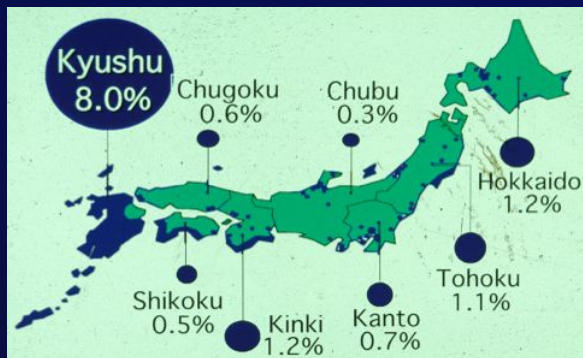 Kyushu
8.0%
Chugoku
0.6%
Chubu
0.3%
Hokkaido
1.2%
Tohoku
1.1%
Shikoku
0.5%
Kinki
1.2%
Kanto
0.7%